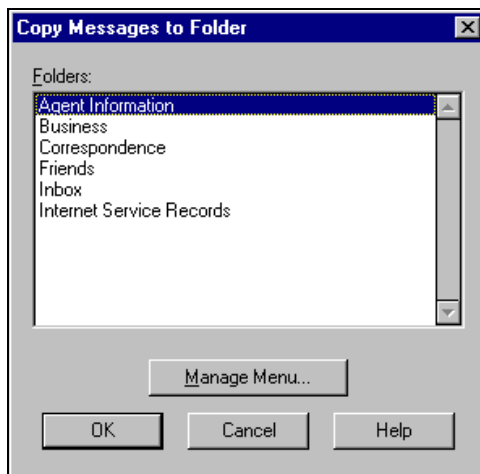 Copy Messages to Folder
Folders:
Agent Information
Business
Correspondence
Friends
Inbox
Internet Service Records
Manage Menu...
OK Cancel Help